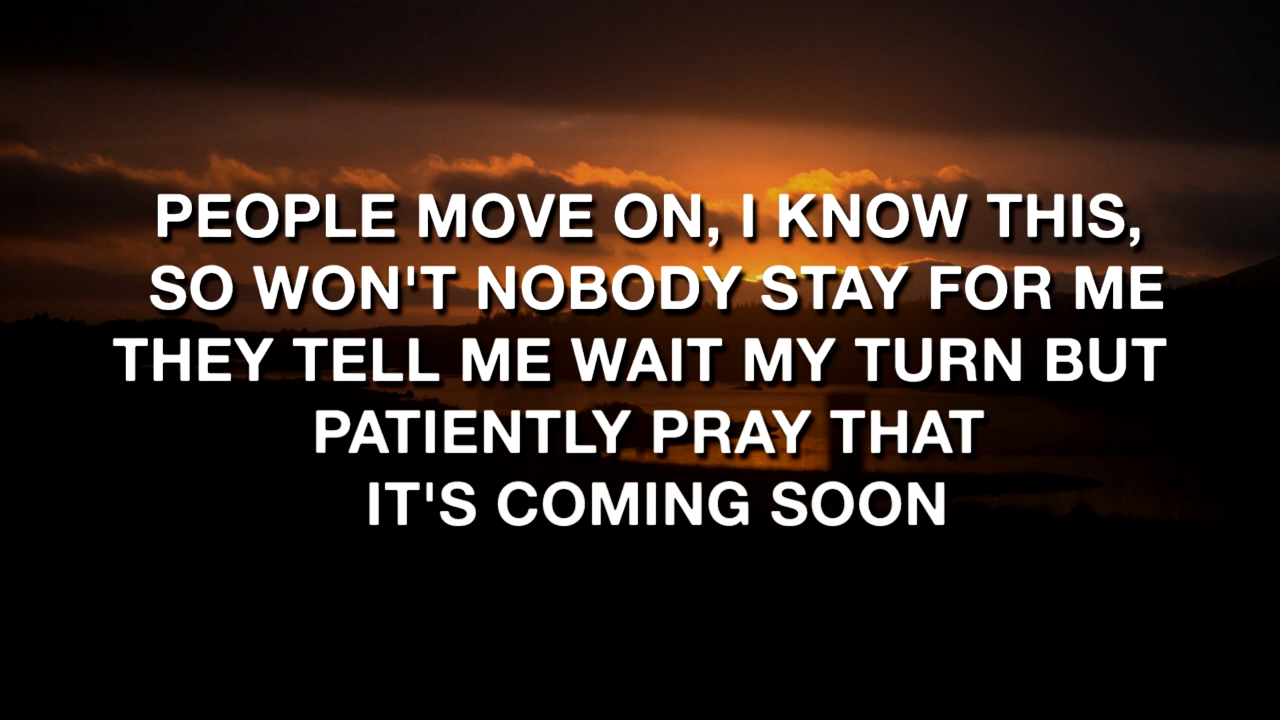 PEOPLE MOVE ON, I KNOW THIS,
SO WON'T NOBODY STAY FOR ME
THEY TELL ME WAIT MY TURN BUT
PATIENTLY PRAY THAT
IT'S COMING SOON